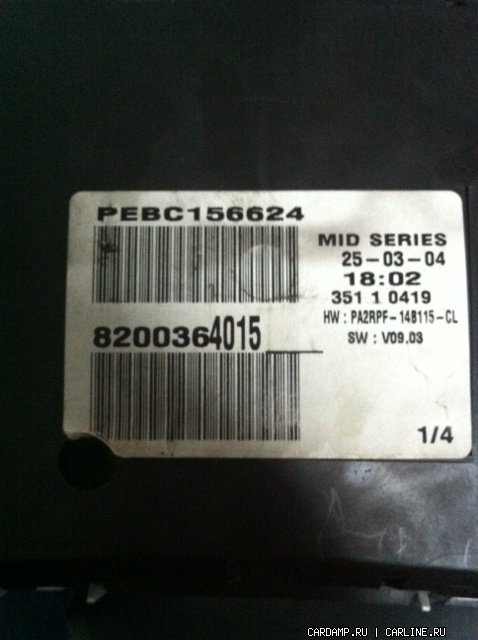 PEBC156624
MID SERIES
25-03-04
18:02
351 1 0419
HW : PA2RPF-14B115-CL
SW : V09.03
8200364015__
1/4
CARDAMP.RU | CARLINE.RU